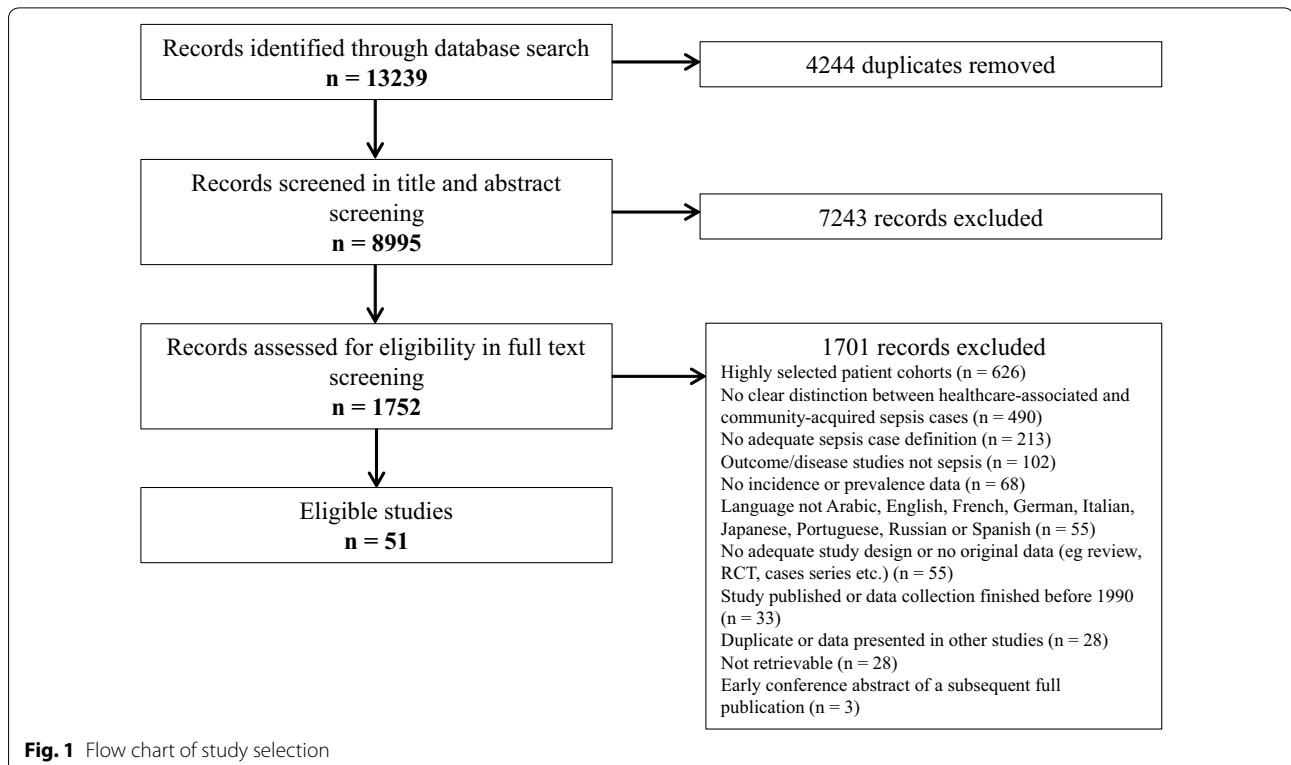 Records identified through database search
n = 13239
4244 duplicates removed
Records screened in title and abstract
screening
n = 8995
7243 records excluded
Records assessed for eligibility in full text
screening
n = 1752
1701 records excluded
Highly selected patient cohorts (n = 626)
No clear distinction between healthcare-associated and
community-acquired sepsis cases (n = 490)
No adequate sepsis case definition (n = 213)
Outcome/disease studies not sepsis (n = 102)
No incidence or prevalence data (n = 68)
Language not Arabic, English, French, German, Italian,
Japanese, Portuguese, Russian or Spanish (n = 55)
No adequate study design or no original data (eg review,
RCT, cases series etc.) (n = 55)
Study published or data collection finished before 1990
(n = 33)
Duplicate or data presented in other studies (n = 28)
Not retrievable (n = 28)
Early conference abstract of a subsequent full
publication (n = 3)
Eligible studies
n = 51
Fig. 1 Flow chart of study selection